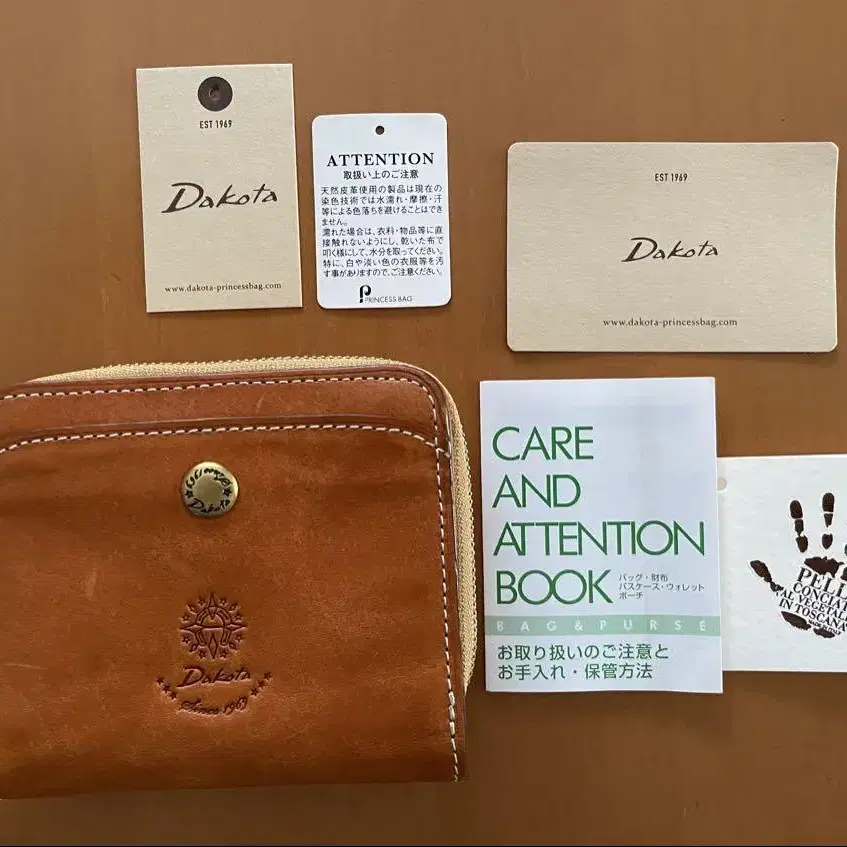 EST 1969
Dakota
www.dakota-princessbag.com
ATTENTION
取扱い上のご注意
天然皮革使用の製品は現在の
染色技術では水濡れ・摩擦・汗
等による色落ちを避けることはでき
ません。
濡れた場合は、衣料・物品等に直
接触れないようにし、乾いた布で
叩く様にして、水分を取ってください。
特に、白や淡い色の衣服等を汚
す事がありますので、ご注意ください。
PRINCESS BAG
EST 1969
Dakota
www.dakota-princessbag.com
Dakota
Dakota
Since 1969
CARE
AND
ATTENTION
BOOK
バッグ・財布
パスケース・ウォレット
ポーチ
BAG & PURSE
お取り扱いのご注意と
お手入れ・保管方法
IN TOSCANA